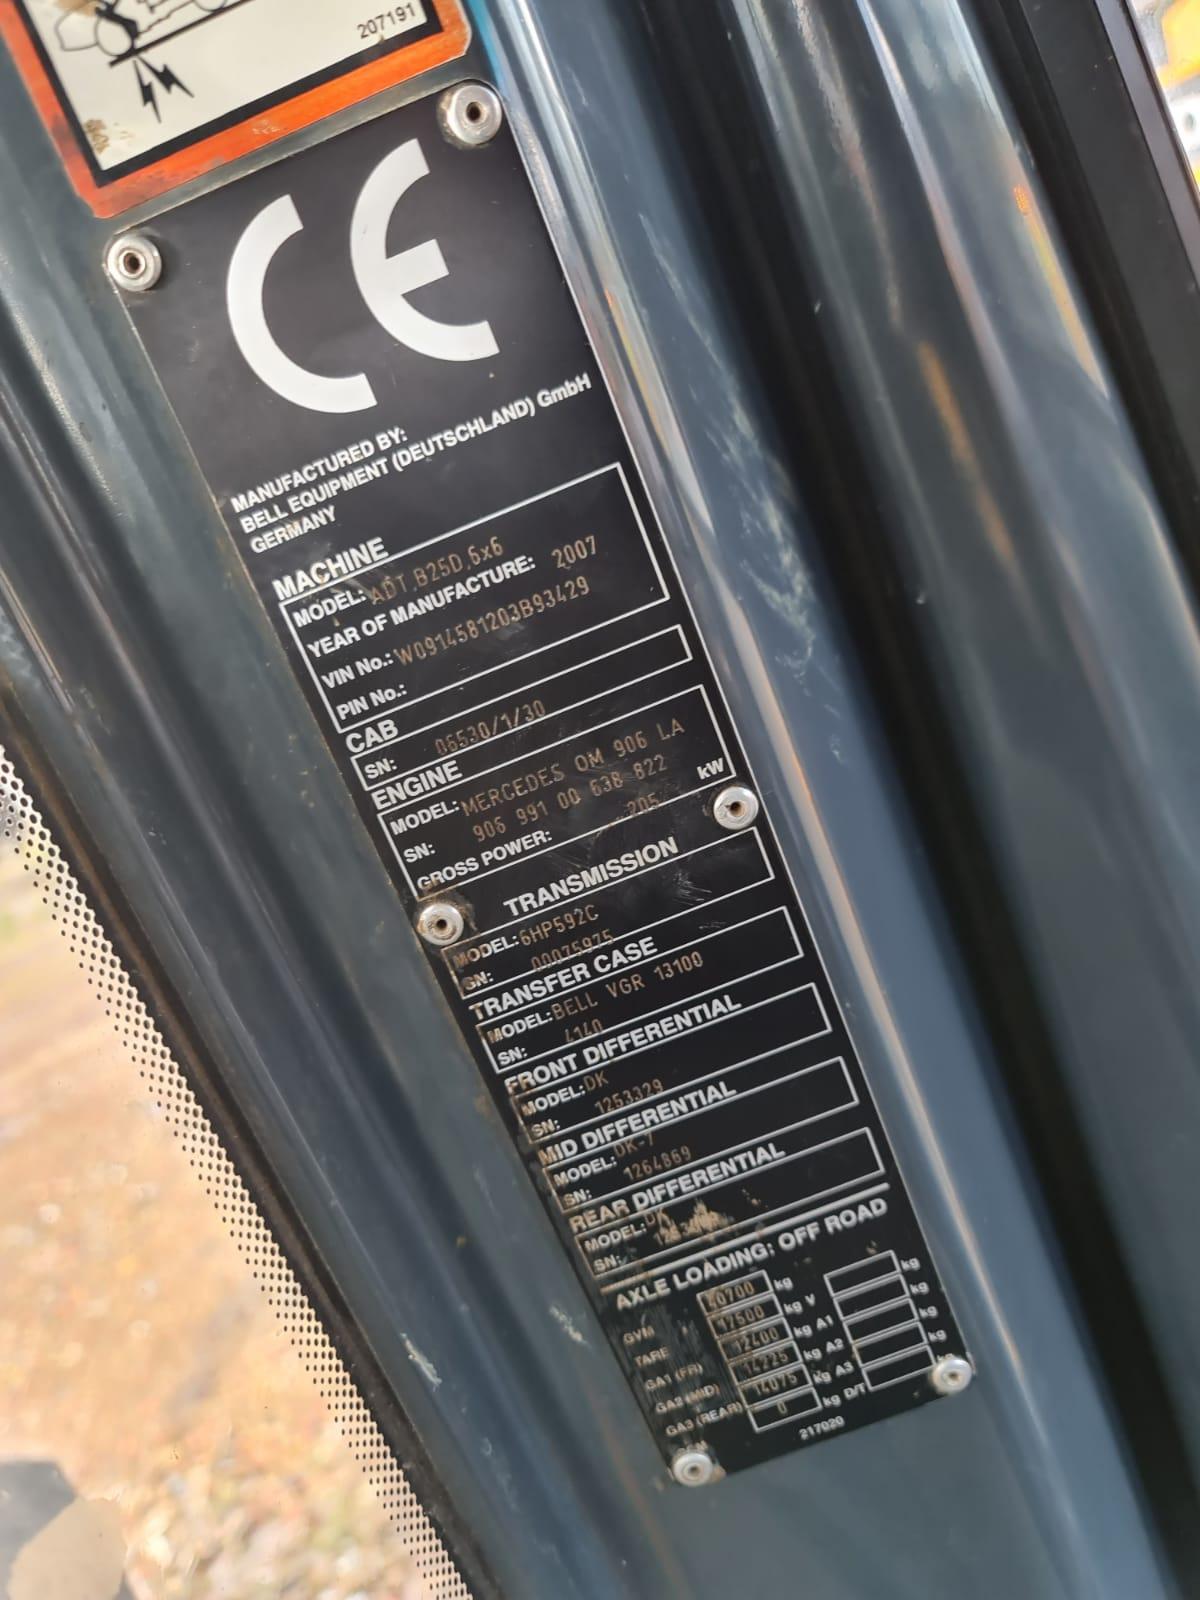 207191
CE
MANUFACTURED BY:
BELL EQUIPMENT (DEUTSCHLAND) GmbH
GERMANY
MACHINE
MODEL: ADT B25D 6x6
YEAR OF MANUFACTURE: 2007
VIN No.: W0914581203B93429
PIN No.:
CAB
SN: 06530/1/30
ENGINE
MODEL: MERCEDES OM 906 LA
SN: 906 991 00 638 822
GROSS POWER: 205 kW
TRANSMISSION
MODEL: 6HP592C
SN: 00075975
TRANSFER CASE
MODEL: BELL VGR 13100
SN: 4140
FRONT DIFFERENTIAL
MODEL: DK
SN: 1253329
MID DIFFERENTIAL
MODEL: DK-7
SN: 1264869
REAR DIFFERENTIAL
MODEL:
SN:
AXLE LOADING: OFF ROAD
GVM 40700 kg V kg
TARE 17500 kg A1 kg
GA1 (FR) 12400 kg A2 kg
GA2 (MID) 14225 kg A3 kg
GA3 (REAR) 14075 kg D/T kg
0
217020